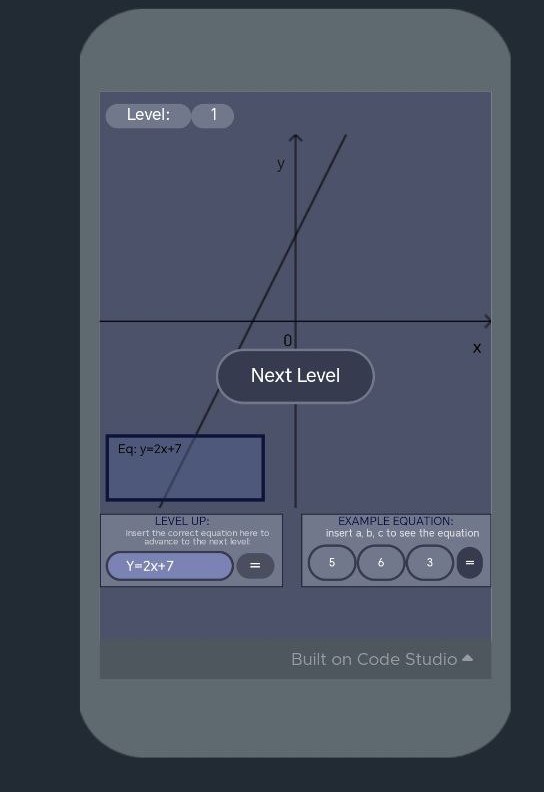 Level: 1
y
0
x
Next Level
Eq: y=2x+7
LEVEL UP:
insert the correct equation here to
advance to the next level:
Y=2x+7 =
EXAMPLE EQUATION:
insert a, b, c to see the equation
5 6 3 =
Built on Code Studio